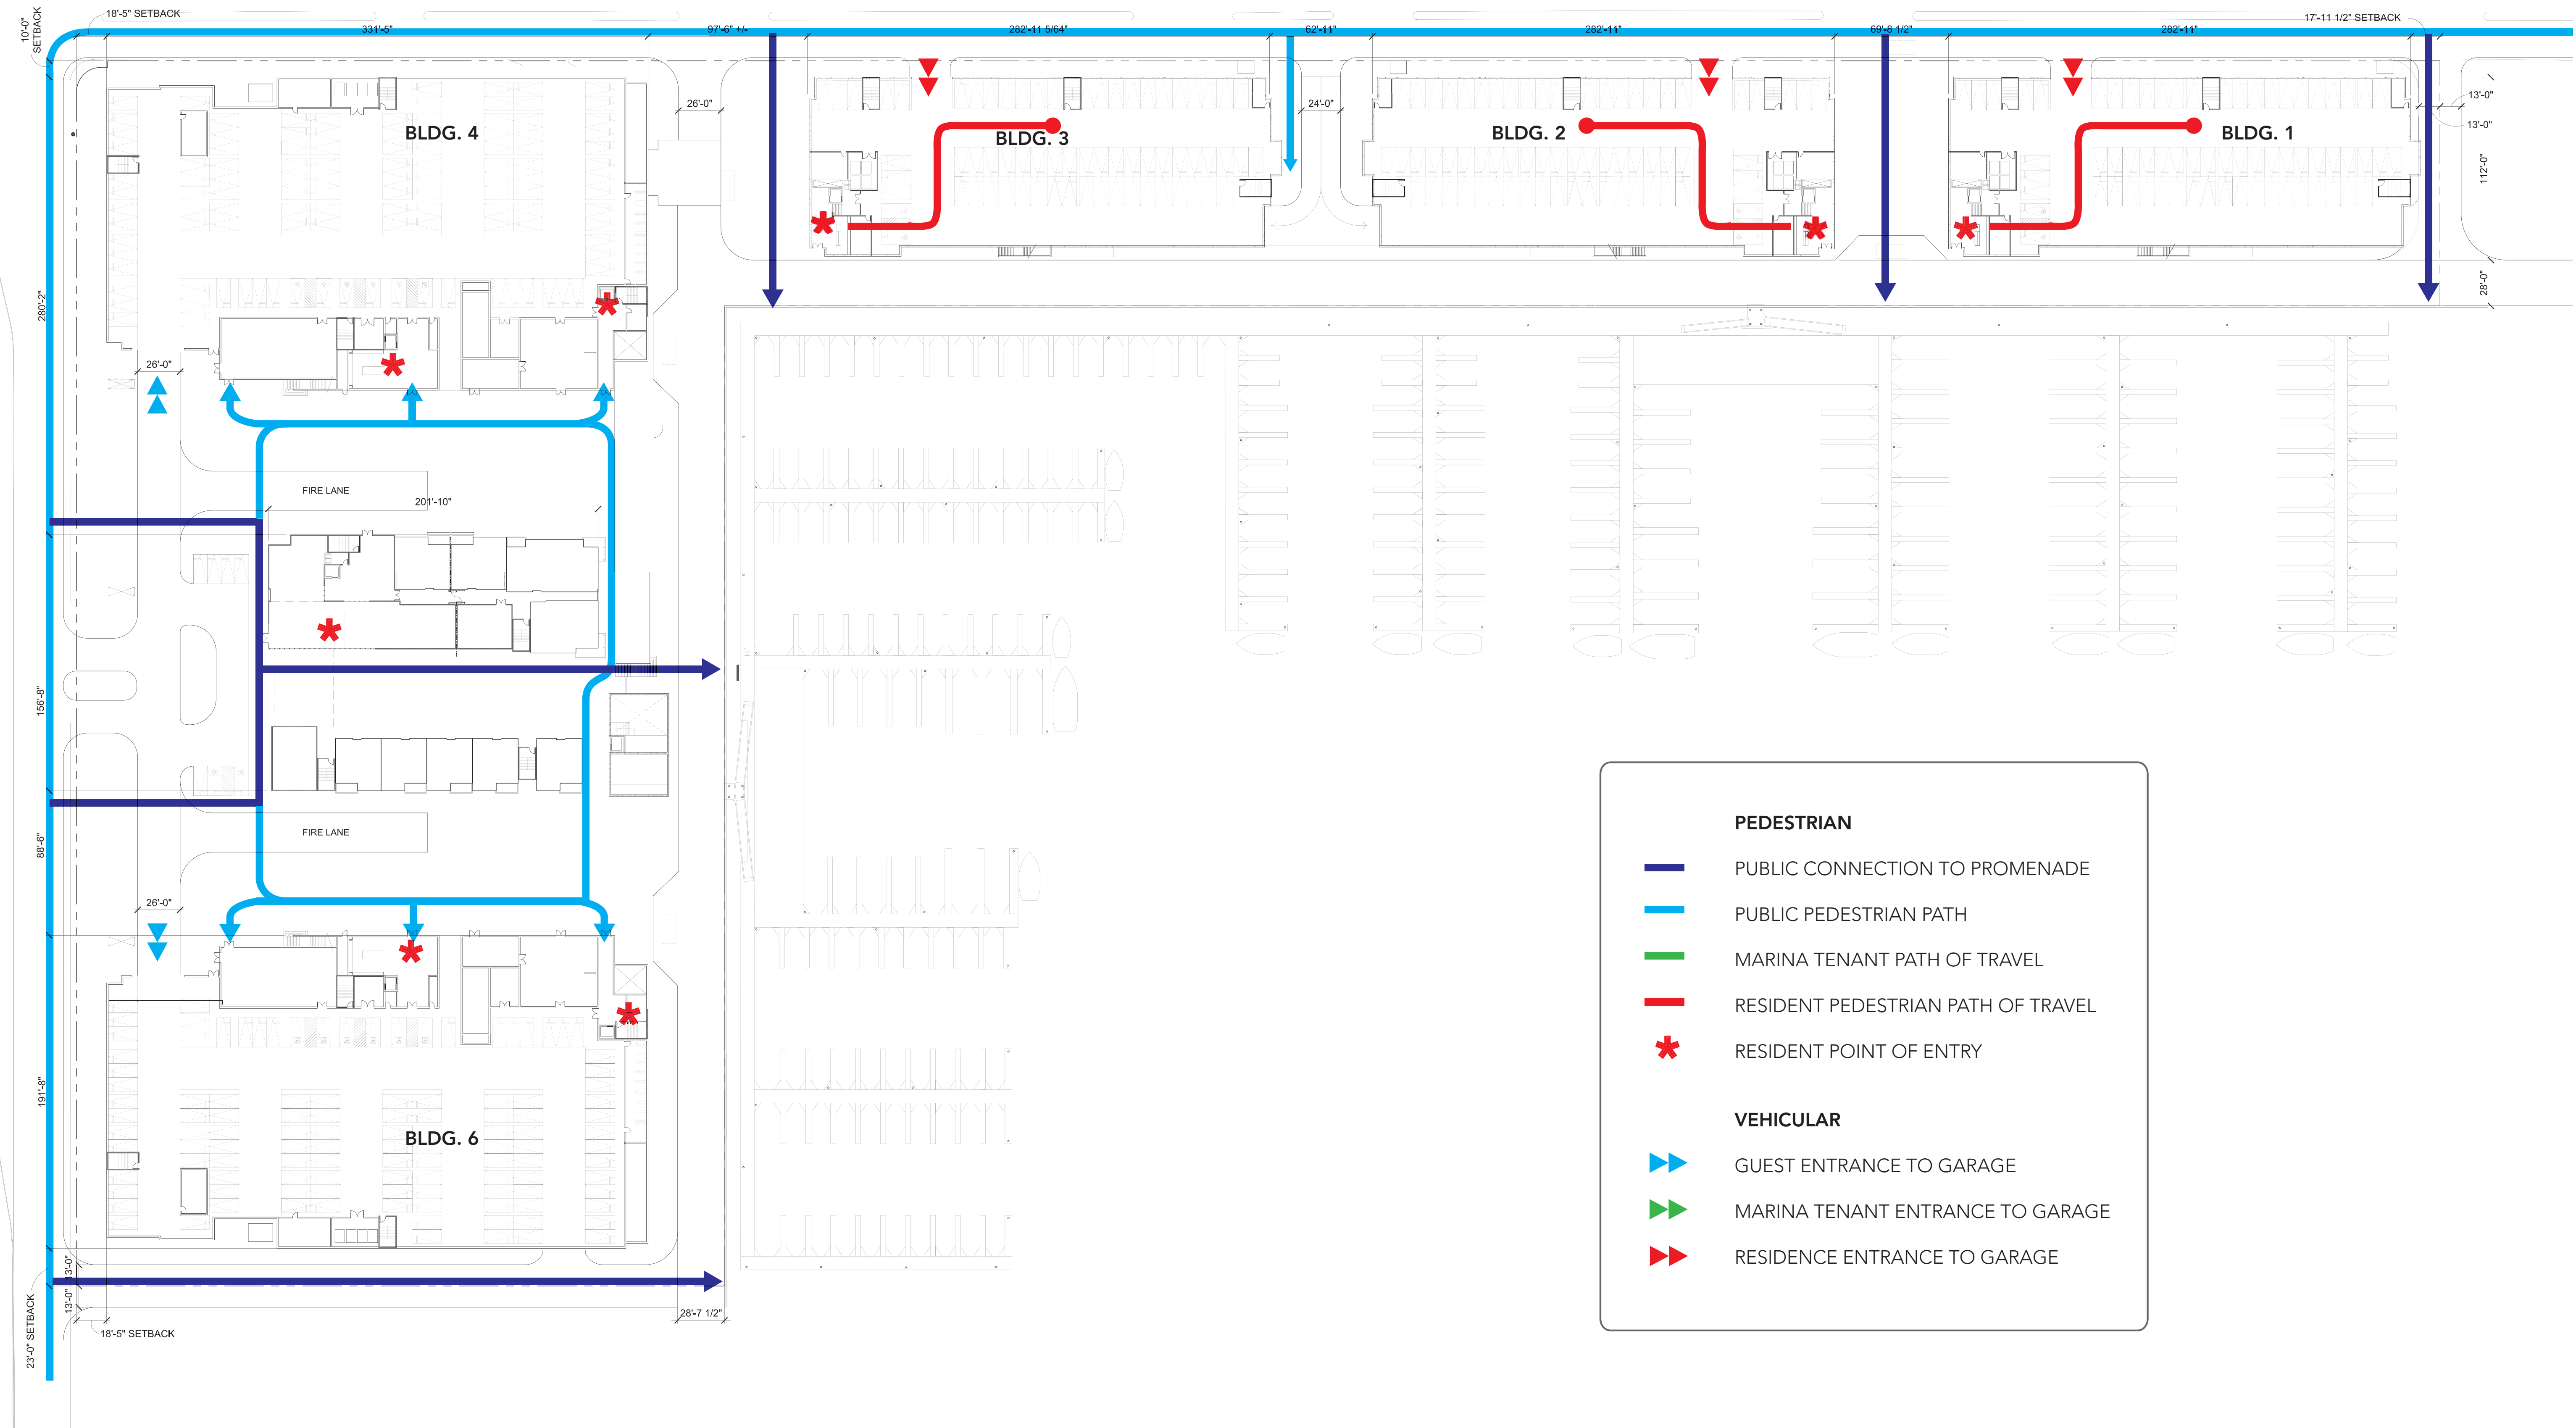 10'-0"
SETBACK
18'-5" SETBACK
331'-5"
97'-6" +/-
282'-11 5/64"
62'-11"
282'-11"
69'-8 1/2"
282'-11"
17'-11 1/2" SETBACK
26'-0"
24'-0"
13'-0"
13'-0"
BLDG. 4
BLDG. 3
BLDG. 2
BLDG. 1
112'-0"
28'-0"
280'-2"
26'-0"
FIRE LANE
201'-10"
156'-8"
88'-6"
FIRE LANE
26'-0"
191'-8"
BLDG. 6
13'-0"
13'-0"
23'-0" SETBACK
18'-5" SETBACK
28'-7 1/2"
PEDESTRIAN
PUBLIC CONNECTION TO PROMENADE
PUBLIC PEDESTRIAN PATH
MARINA TENANT PATH OF TRAVEL
RESIDENT PEDESTRIAN PATH OF TRAVEL
RESIDENT POINT OF ENTRY
VEHICULAR
GUEST ENTRANCE TO GARAGE
MARINA TENANT ENTRANCE TO GARAGE
RESIDENCE ENTRANCE TO GARAGE